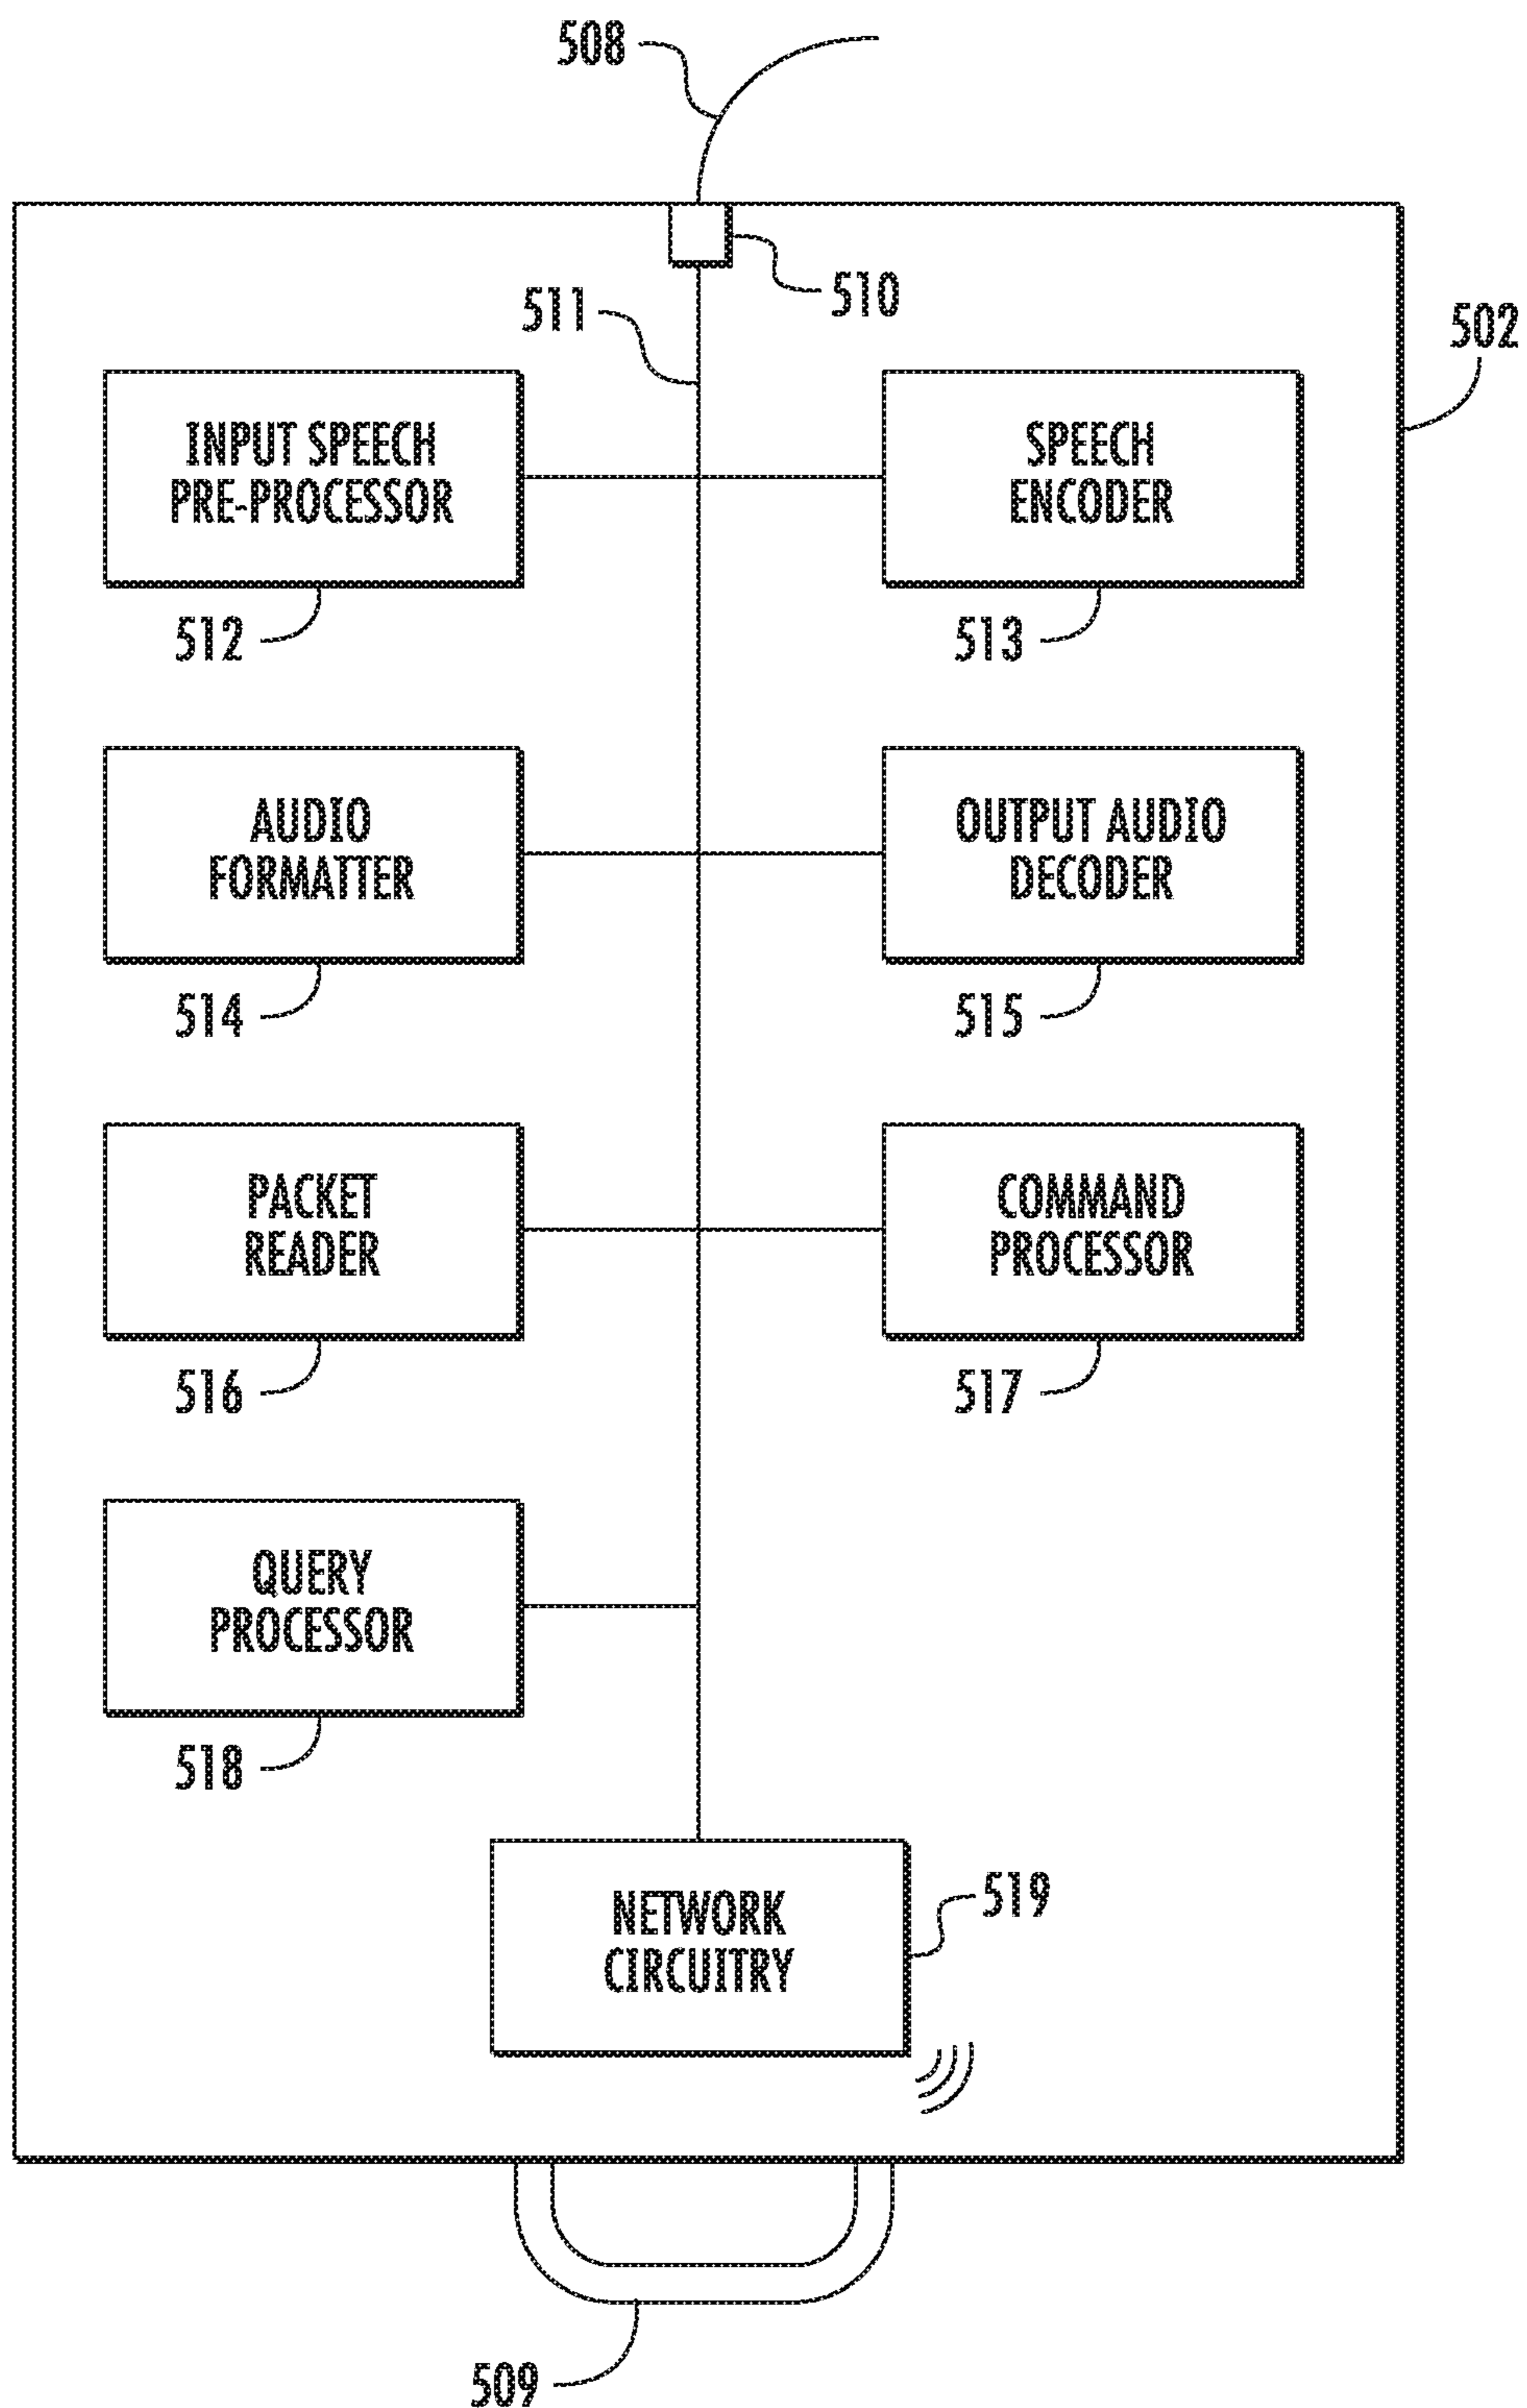 508
510
511
502
INPUT SPEECH
PRE-PROCESSOR
512
SPEECH
ENCODER
513
AUDIO
FORMATTER
514
OUTPUT AUDIO
DECODER
515
PACKET
READER
516
COMMAND
PROCESSOR
517
QUERY
PROCESSOR
518
NETWORK
CIRCUITRY
519
509